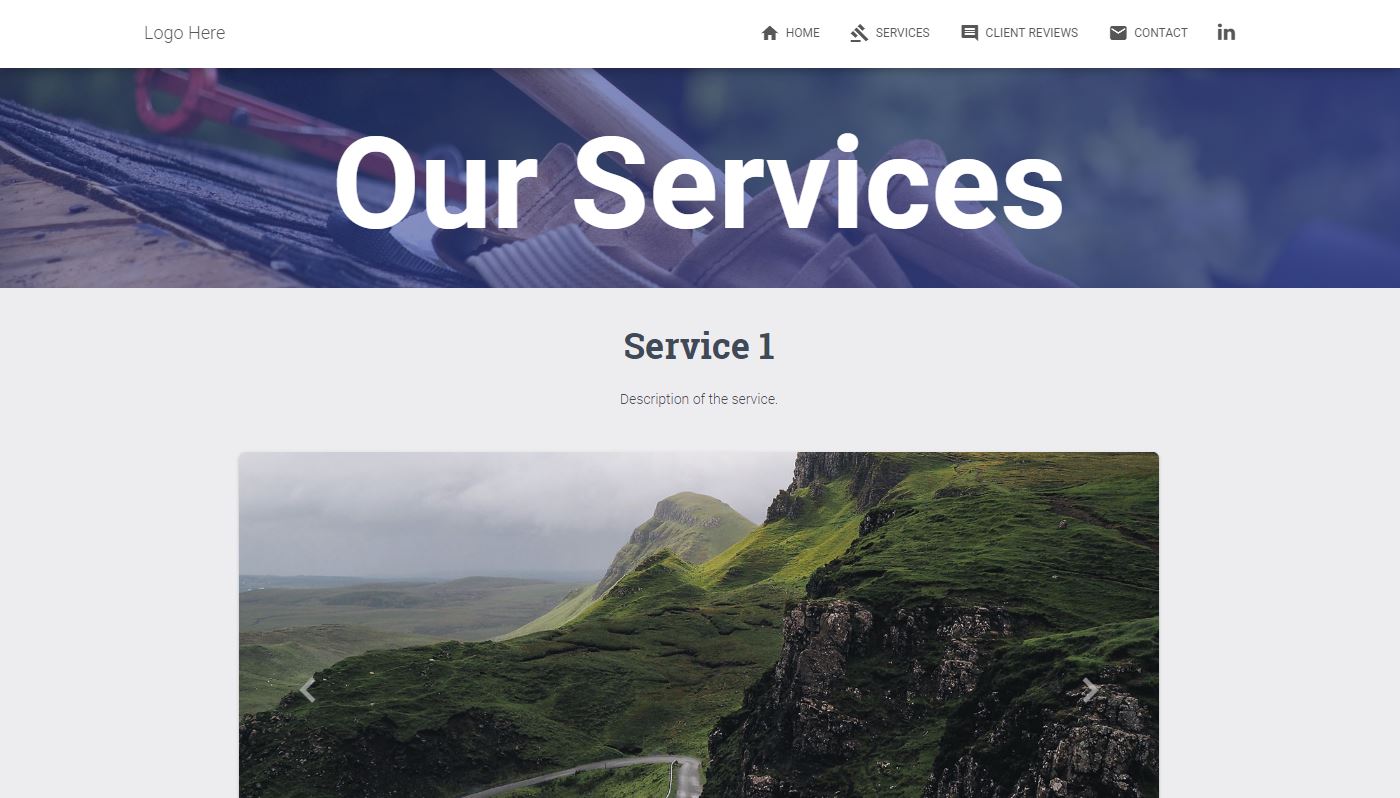 Logo Here
HOME SERVICES CLIENT REVIEWS CONTACT in
Our Services
Service 1
Description of the service.